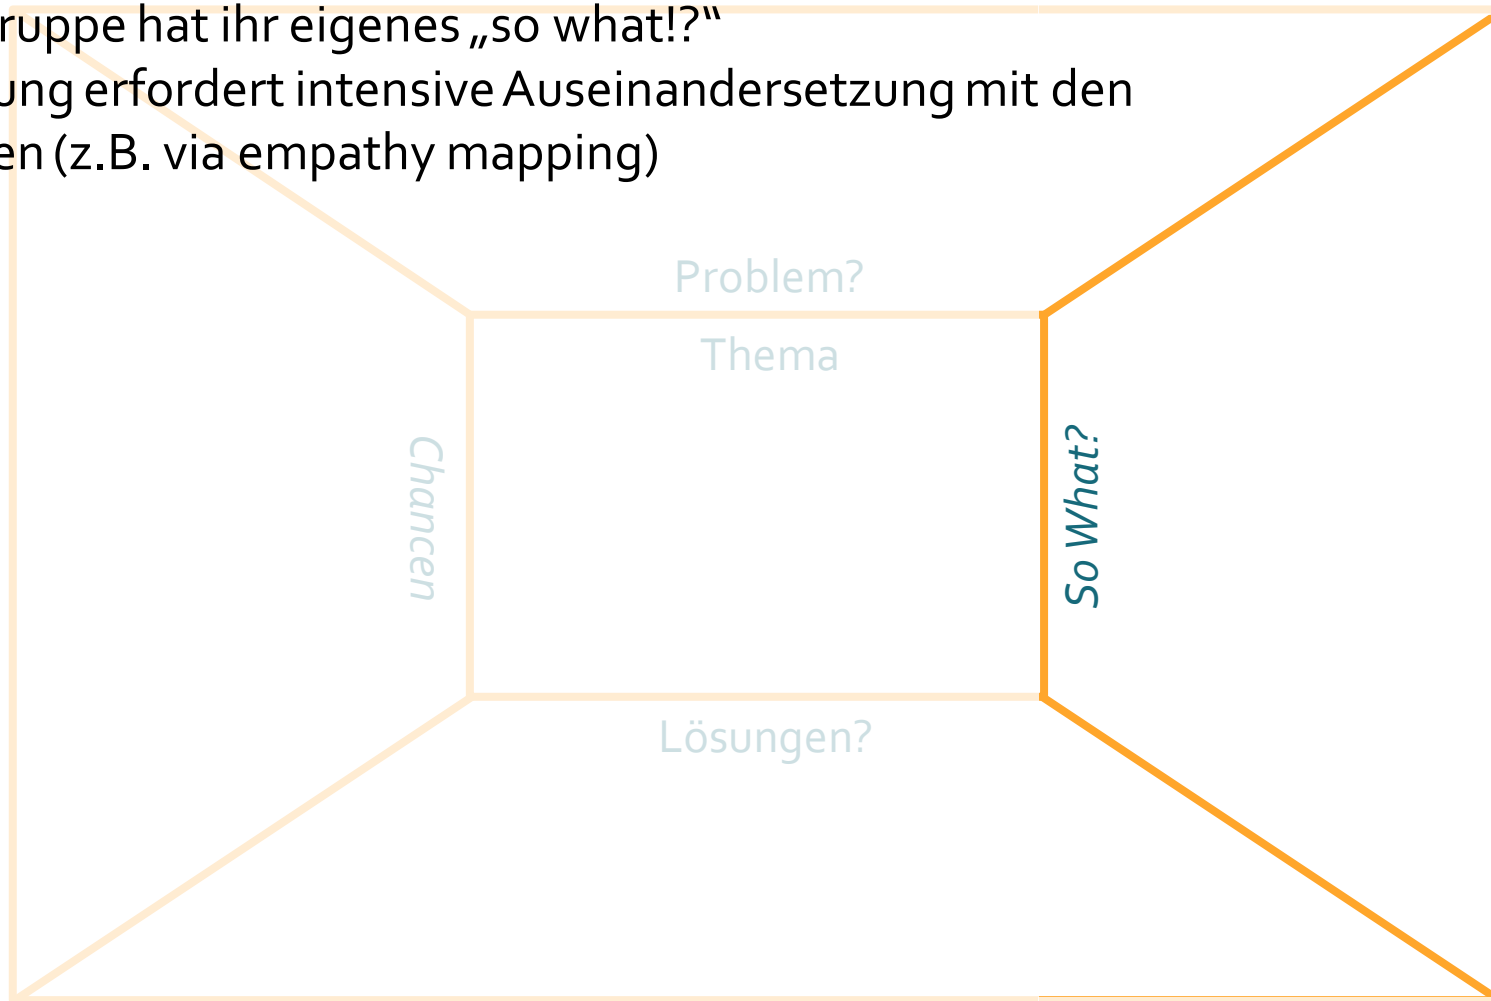 ruppe hat ihr eigenes „so what!?“
ung erfordert intensive Auseinandersetzung mit den
en (z.B. via empathy mapping)
Problem?
Thema
Chancen
So What?
Lösungen?